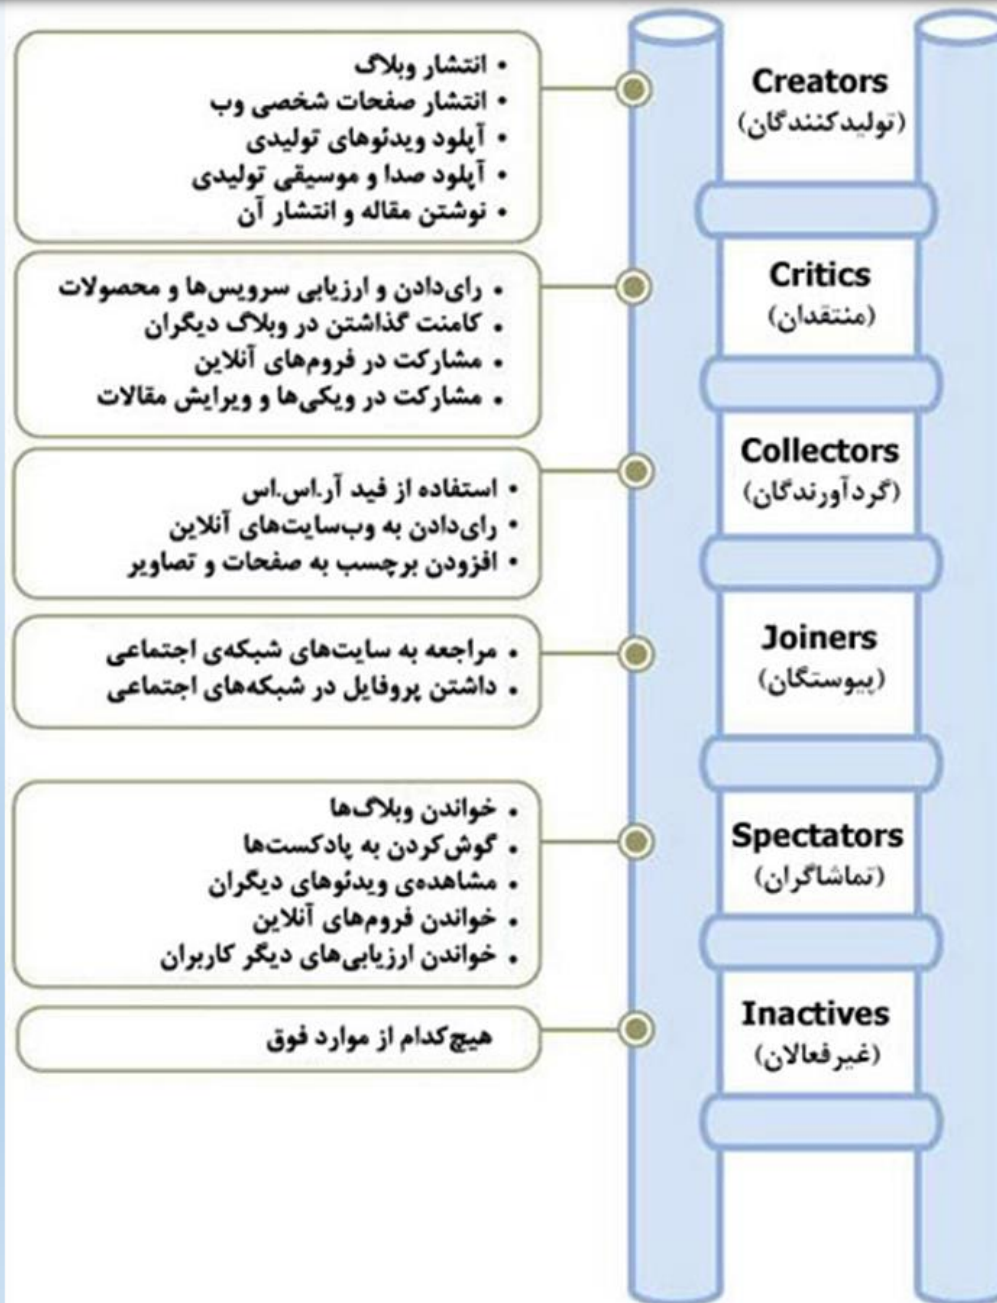 Creators
(تولیدکنندگان)
• انتشار وبلاگ
• انتشار صفحات شخصی وب
• آپلود ویدئوهای تولیدی
• آپلود صدا و موسیقی تولیدی
• نوشتن مقاله و انتشار آن
Critics
(منتقدان)
• رای‌دادن و ارزیابی سرویس‌ها و محصولات
• کامنت گذاشتن در وبلاگ دیگران
• مشارکت در فروم‌های آنلاین
• مشارکت در ویکی‌ها و ویرایش مقالات
Collectors
(گردآورندگان)
• استفاده از فید آر.اس.اس
• رای‌دادن به وب‌سایت‌های آنلاین
• افزودن برچسب به صفحات و تصاویر
Joiners
(پیوستگان)
• مراجعه به سایت‌های شبکه‌ی اجتماعی
• داشتن پروفایل در شبکه‌های اجتماعی
Spectators
(تماشاگران)
• خواندن وبلاگ‌ها
• گوش‌کردن به پادکست‌ها
• مشاهده‌ی ویدئوهای دیگران
• خواندن فروم‌های آنلاین
• خواندن ارزیابی‌های دیگر کاربران
Inactives
(غیرفعالان)
هیچ‌کدام از موارد فوق